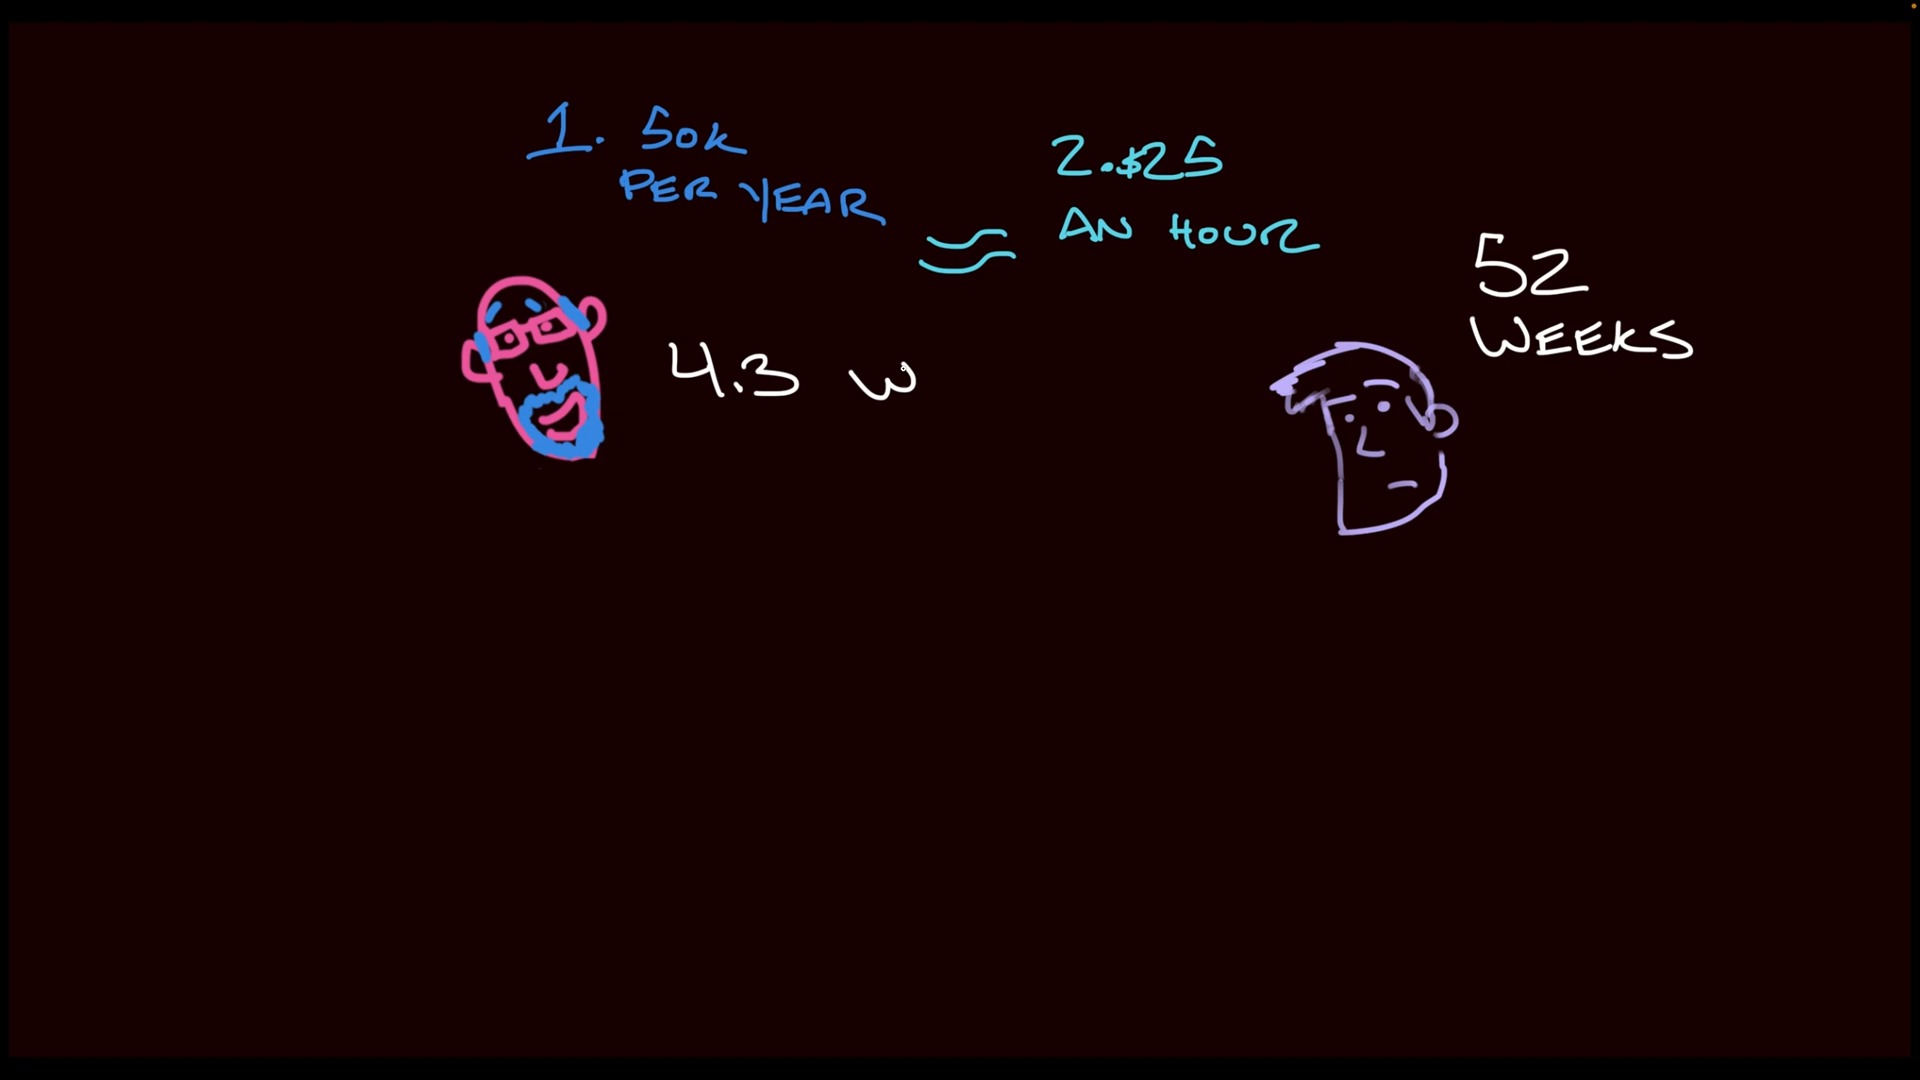 1. 50K
PER YEAR
≈
2. $25
AN HOUR
52
WEEKS
4.3 W